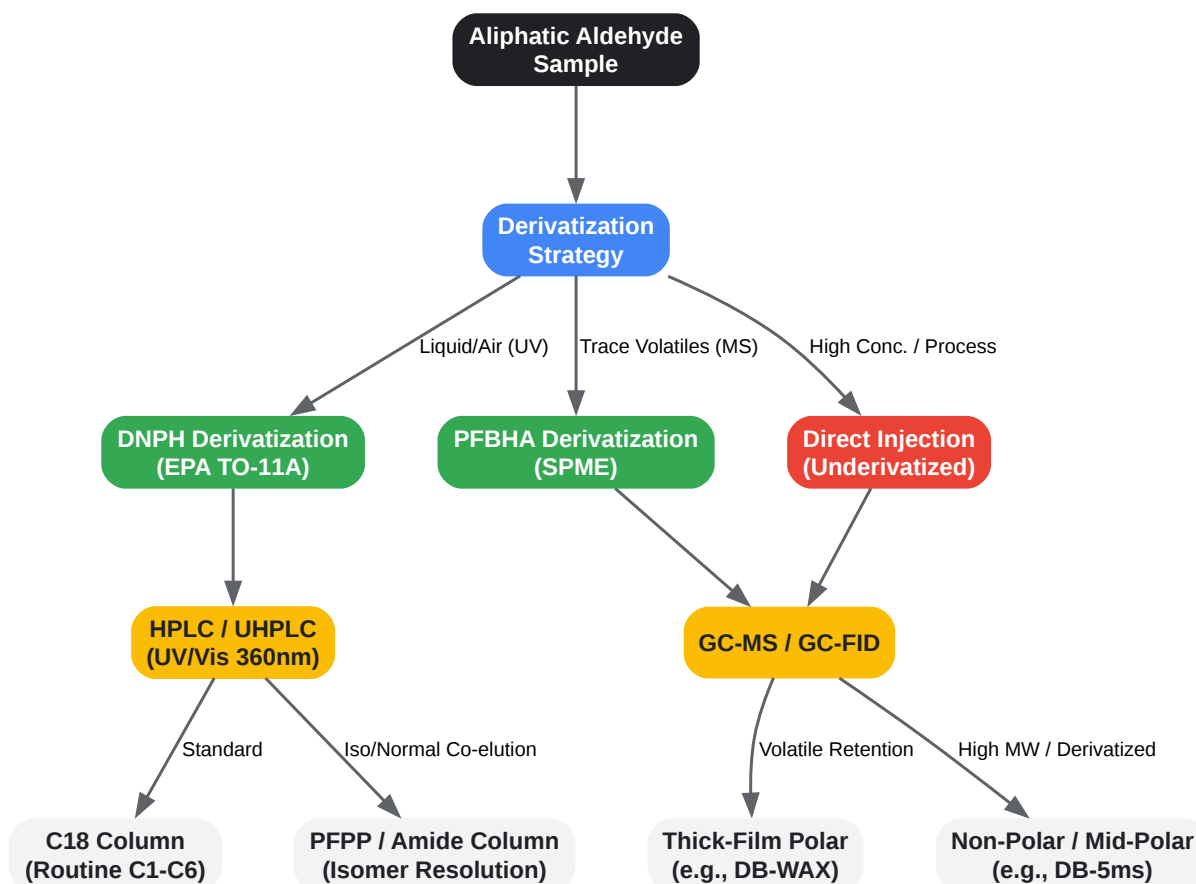 Aliphatic Aldehyde
Sample
Derivatization
Strategy
Liquid/Air (UV)
Trace Volatiles (MS)
High Conc. / Process
DNPH Derivatization
(EPA TO-11A)
PFBHA Derivatization
(SPME)
Direct Injection
(Underivatized)
HPLC / UHPLC
(UV/Vis 360nm)
GC-MS / GC-FID
Standard
Iso/Normal Co-elution
Volatile Retention
High MW / Derivatized
C18 Column
(Routine C1-C6)
PFPP / Amide Column
(Isomer Resolution)
Thick-Film Polar
(e.g., DB-WAX)
Non-Polar / Mid-Polar
(e.g., DB-5ms)